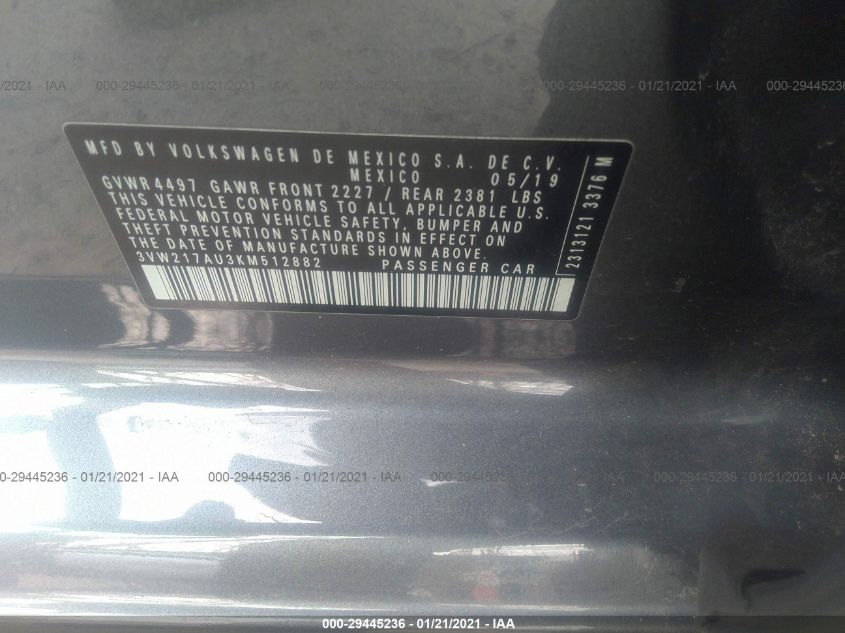 000-29445236 - 01/21/2021 - IAA
MFD BY VOLKSWAGEN DE MEXICO S.A. DE C.V.
MEXICO 05/19
GVWR 4497 GAWR FRONT 2227 / REAR 2381 LBS
THIS VEHICLE CONFORMS TO ALL APPLICABLE U.S.
FEDERAL MOTOR VEHICLE SAFETY, BUMPER AND
THEFT PREVENTION STANDARDS IN EFFECT ON
THE DATE OF MANUFACTURE SHOWN ABOVE.
3VW217AU3KM512882 PASSENGER CAR
2313121 3376 M
000-29445236 - 01/21/2021 - IAA
000-29445236 - 01/21/2021 - IAA